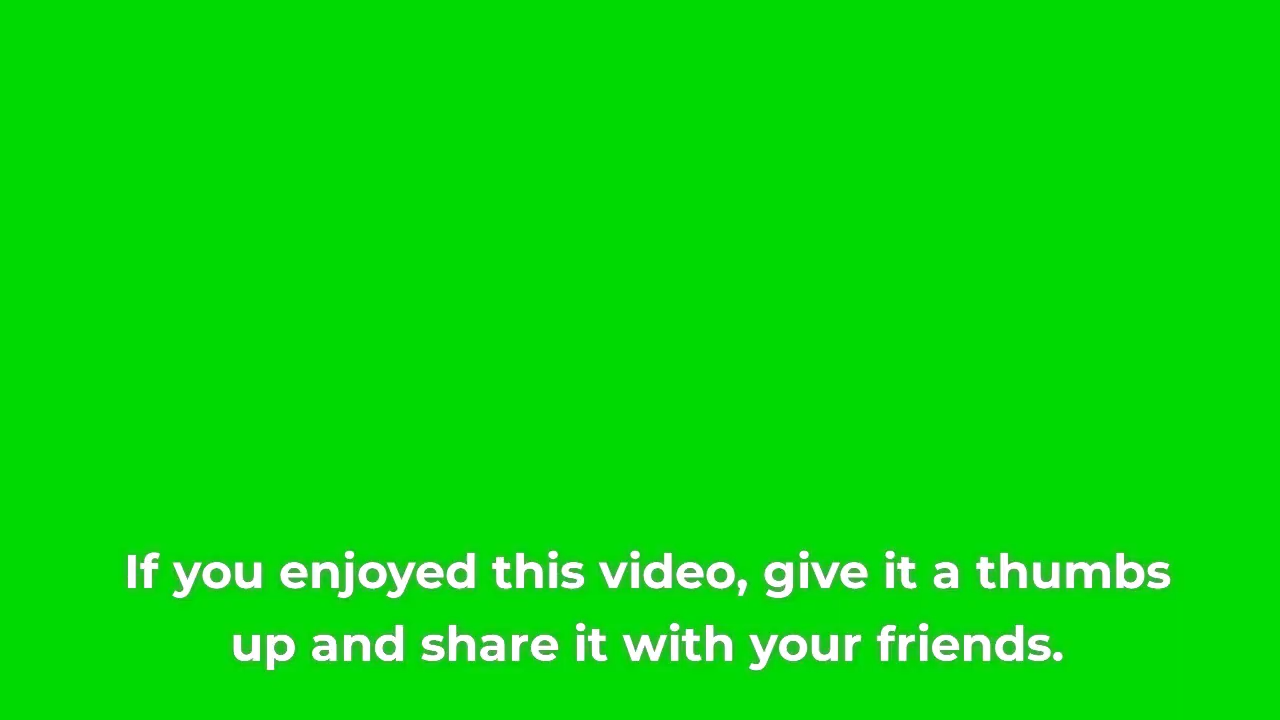 If you enjoyed this video, give it a thumbs
up and share it with your friends.